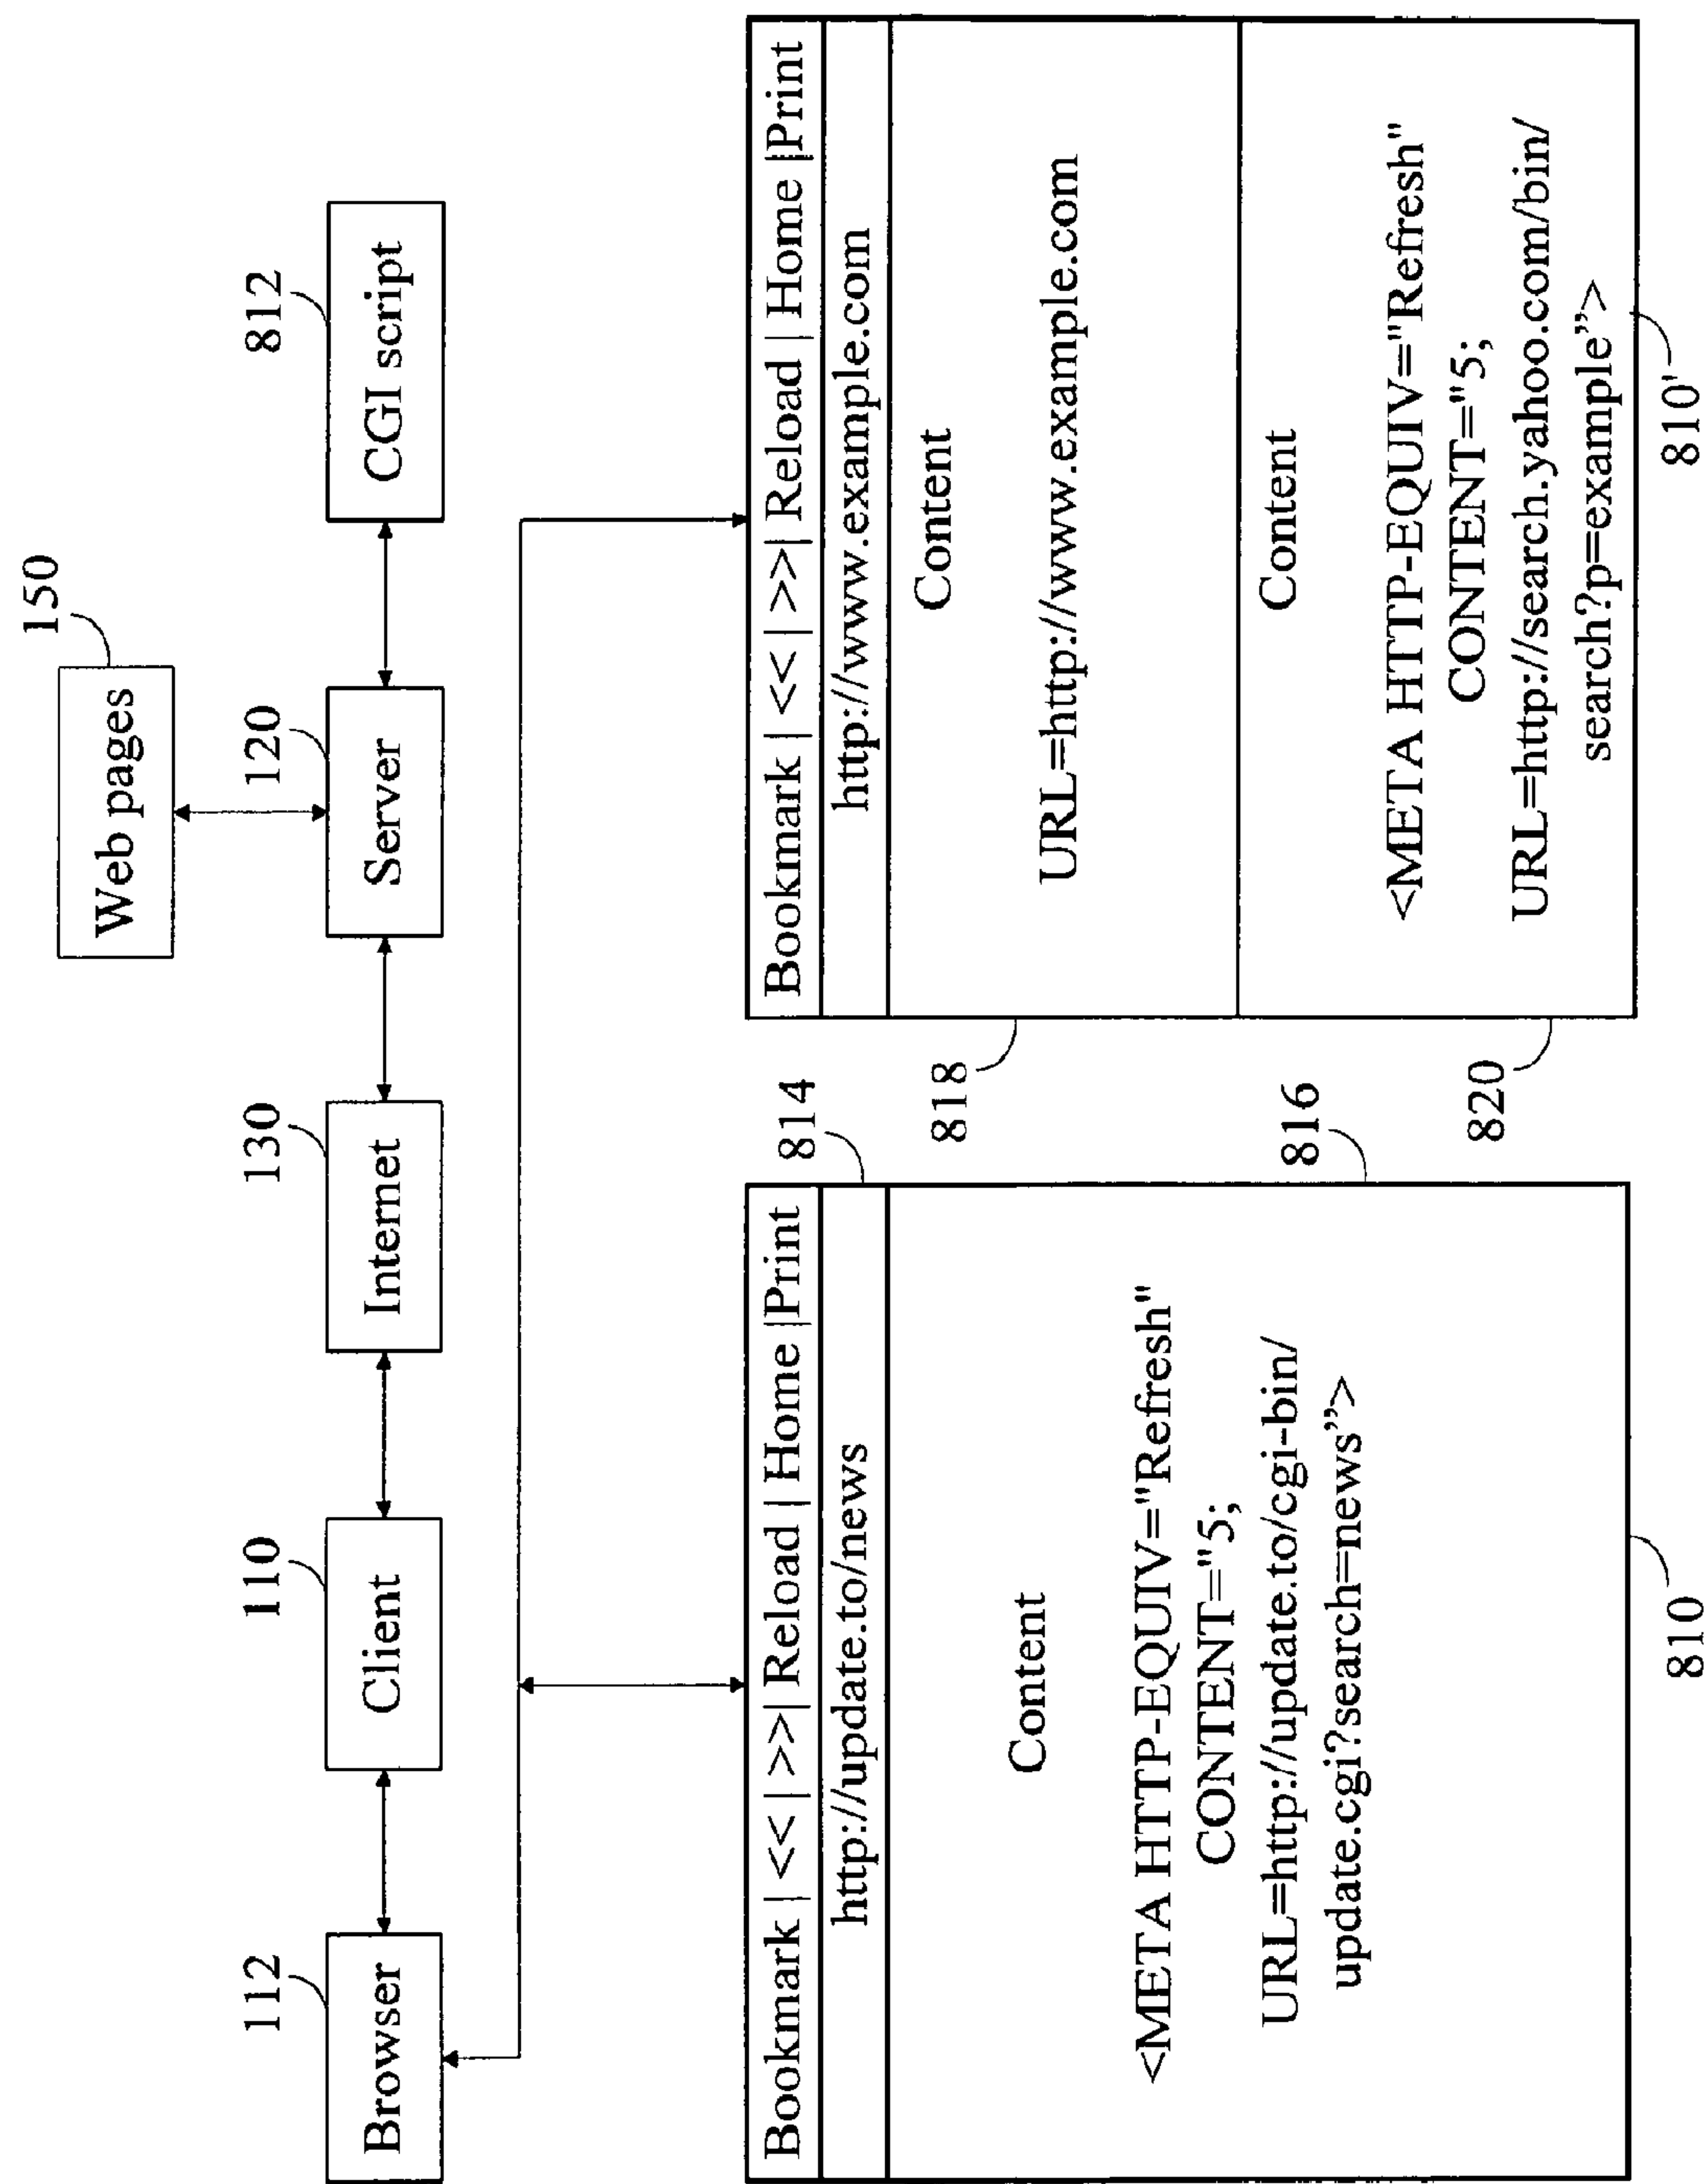 150
Web pages
112
110
130
120
812
Browser
Client
Internet
Server
CGI script
Bookmark | << | >>| Reload | Home |Print
http://update.to/news
814
Content
<META HTTP-EQUIV="Refresh"
CONTENT="5;
URL=http://update.to/cgi-bin/
update.cgi?search=news”>
816
810
Bookmark | << | >>| Reload | Home |Print
http://www.example.com
Content
URL=http://www.example.com
818
Content
<META HTTP-EQUIV="Refresh"
CONTENT="5;
URL=http://search.yahoo.com/bin/
search?p=example”>
820
810'